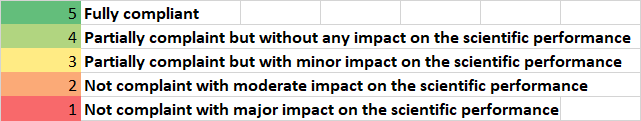 5 Fully compliant
4 Partially complaint but without any impact on the scientific performance
3 Partially complaint but with minor impact on the scientific performance
2 Not complaint with moderate impact on the scientific performance
1 Not complaint with major impact on the scientific performance